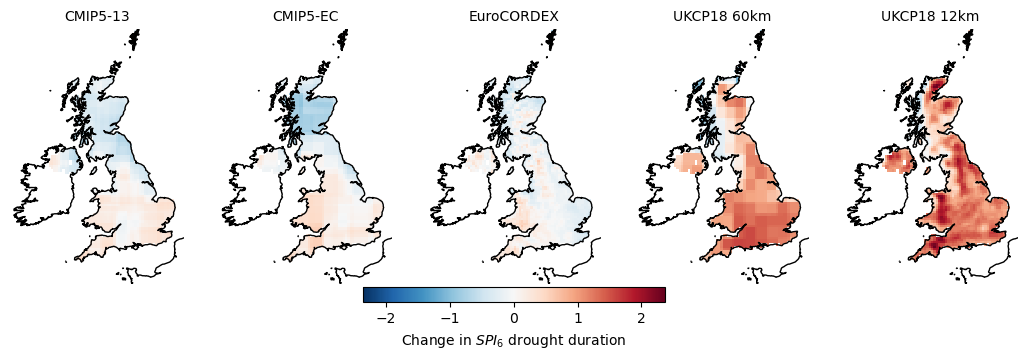 CMIP5-13 CMIP5-EC EuroCORDEX UKCP18 60km UKCP18 12km
−2 −1 0 1 2
Change in SPI₆ drought duration